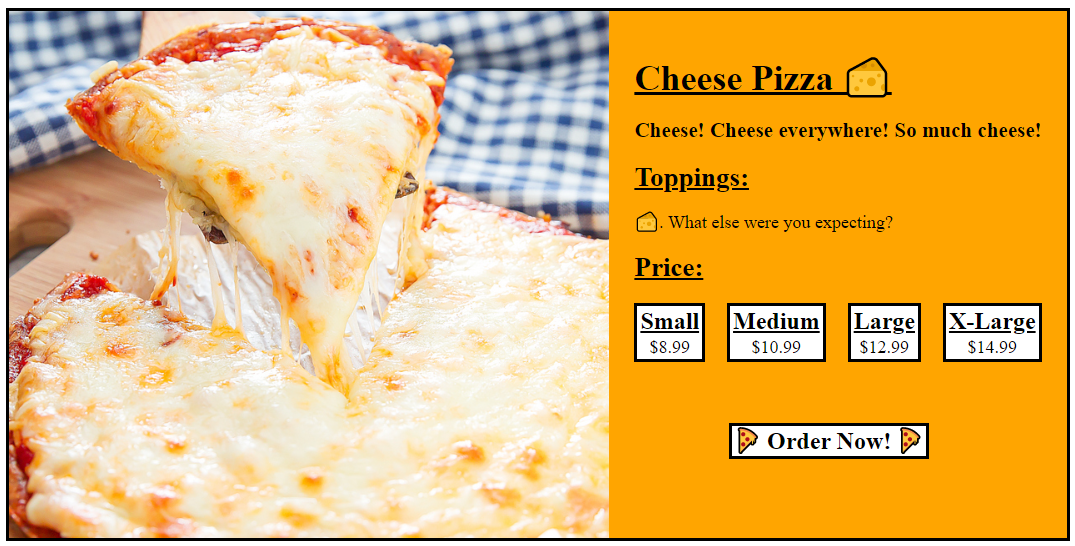 Cheese Pizza 🧀
Cheese! Cheese everywhere! So much cheese!
Toppings:
🧀. What else were you expecting?
Price:
Small Medium Large X-Large
$8.99 $10.99 $12.99 $14.99
🍕 Order Now! 🍕